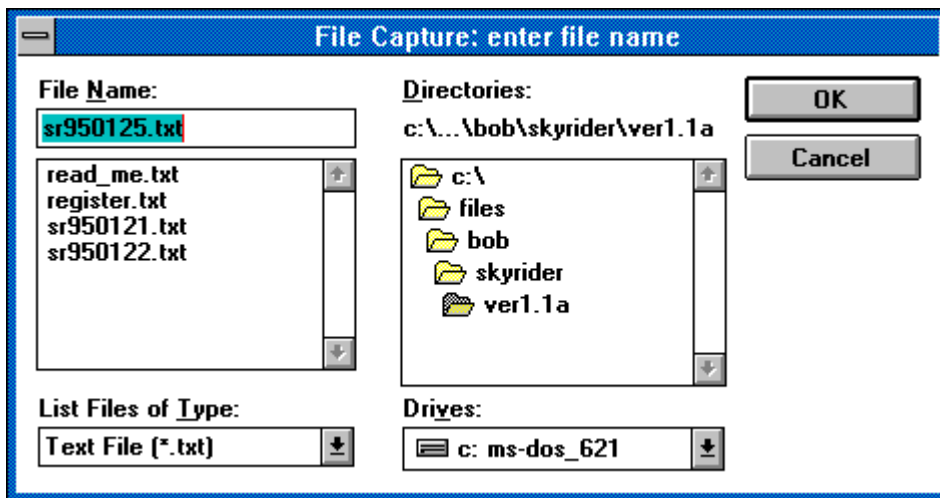 File Capture: enter file name
File Name:
sr950125.txt
read_me.txt
register.txt
sr950121.txt
sr950122.txt
List Files of Type:
Text File (*.txt)
Directories:
c:\...\bob\skyrider\ver1.1a
c:\
files
bob
skyrider
ver1.1a
Drives:
c: ms-dos_621
OK
Cancel